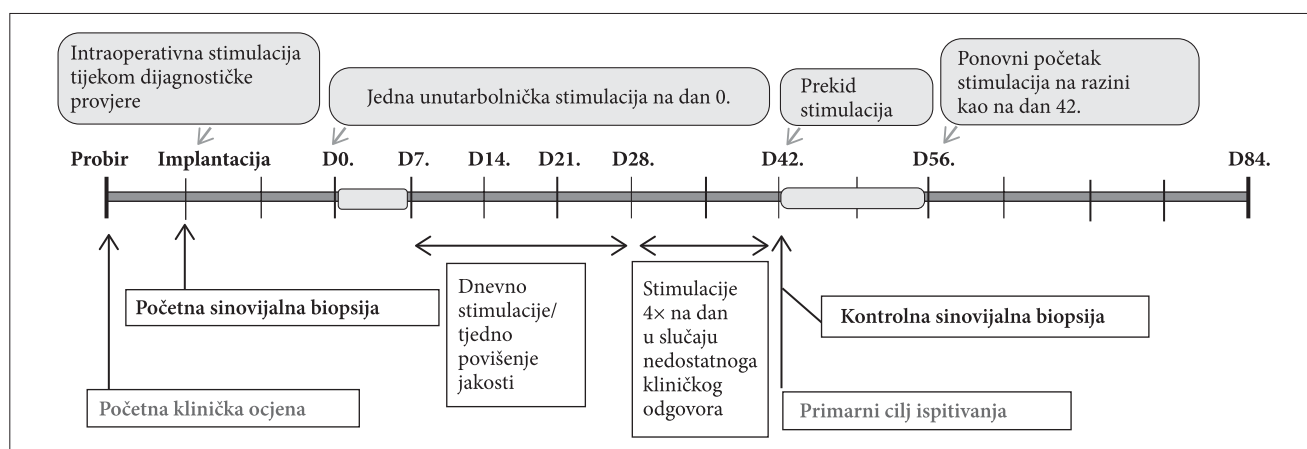 Intraoperativna stimulacija
tijekom dijagnostičke
provjere
Jedna unutarbolnička stimulacija na dan 0.
Prekid
stimulacija
Ponovni početak
stimulacija na razini
kao na dan 42.
Probir
Implantacija
D0.
D7.
D14.
D21.
D28.
D42.
D56.
D84.
Početna sinovijalna biopsija
Početna klinička ocjena
Dnevno
stimulacije/
tjedno
povišenje
jakosti
Stimulacije
4× na dan
u slučaju
nedostatnoga
kliničkog
odgovora
Kontrolna sinovijalna biopsija
Primarni cilj ispitivanja